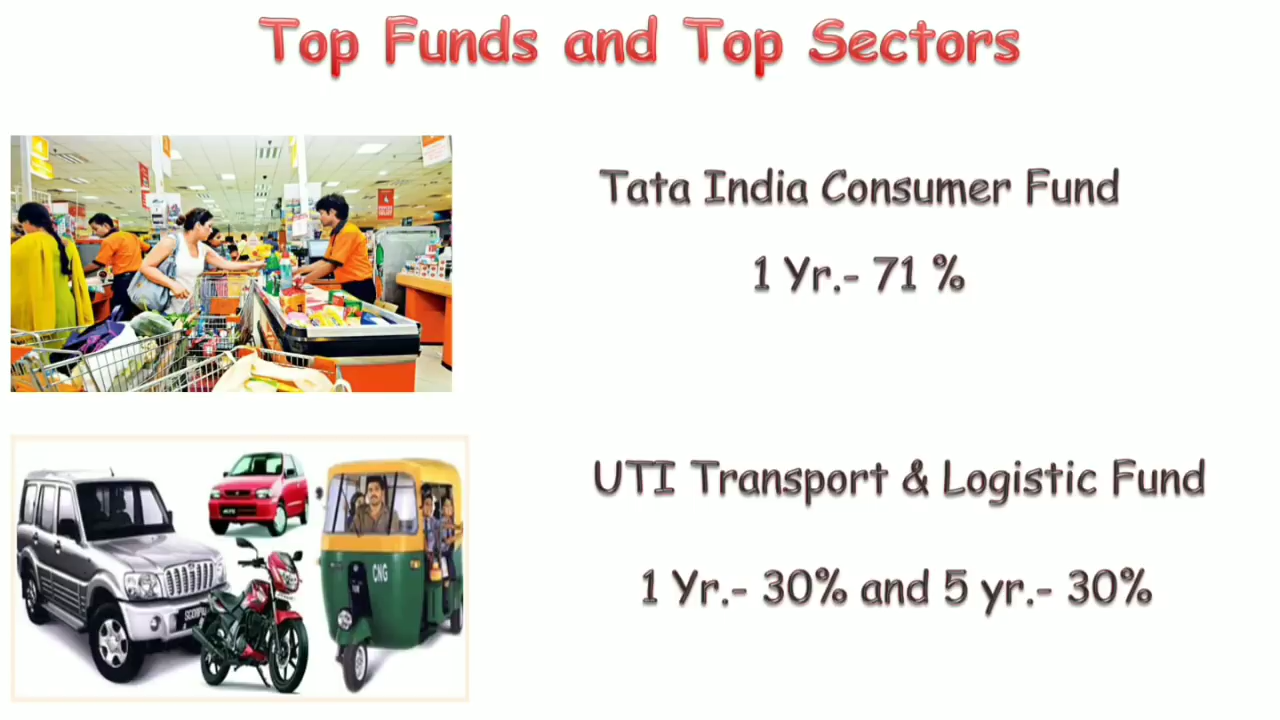 Top Funds and Top Sectors
Tata India Consumer Fund
1 Yr.- 71 %
UTI Transport & Logistic Fund
1 Yr.- 30% and 5 yr.- 30%
CNG